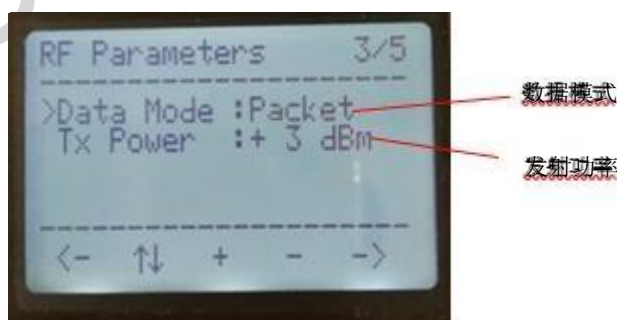 RF Parameters 3/5
--------------------------
>Data Mode :Packet
Tx Power :+ 3 dBm
--------------------------
<- ↑↓ + - ->
数据模式
发射功率